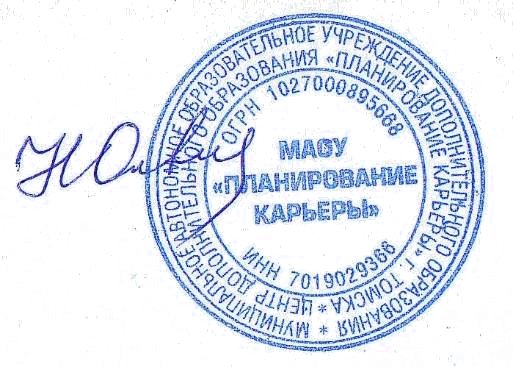 МУНИЦИПАЛЬНОЕ АВТОНОМНОЕ ОБРАЗОВАТЕЛЬНОЕ УЧРЕЖДЕНИЕ ДОПОЛНИТЕЛЬНОГО ОБРАЗОВАНИЯ *
ЦЕНТР ДОПОЛНИТЕЛЬНОГО ОБРАЗОВАНИЯ «ПЛАНИРОВАНИЕ КАРЬЕРЫ» г. ТОМСКА *
ОГРН 1027000895668
МАОУ
«ПЛАНИРОВАНИЕ
КАРЬЕРЫ»
ИНН 7019029366